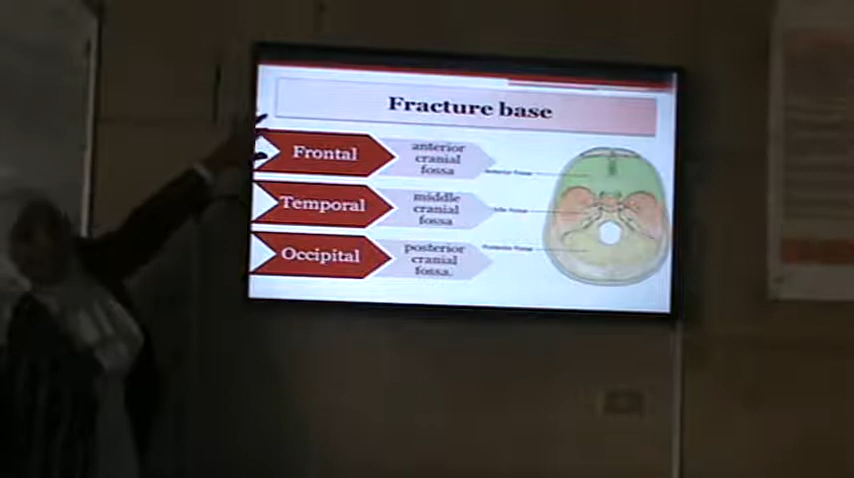 Fracture base
Frontal
anterior
cranial
fossa
Temporal
middle
cranial
fossa
Occipital
posterior
cranial
fossa.